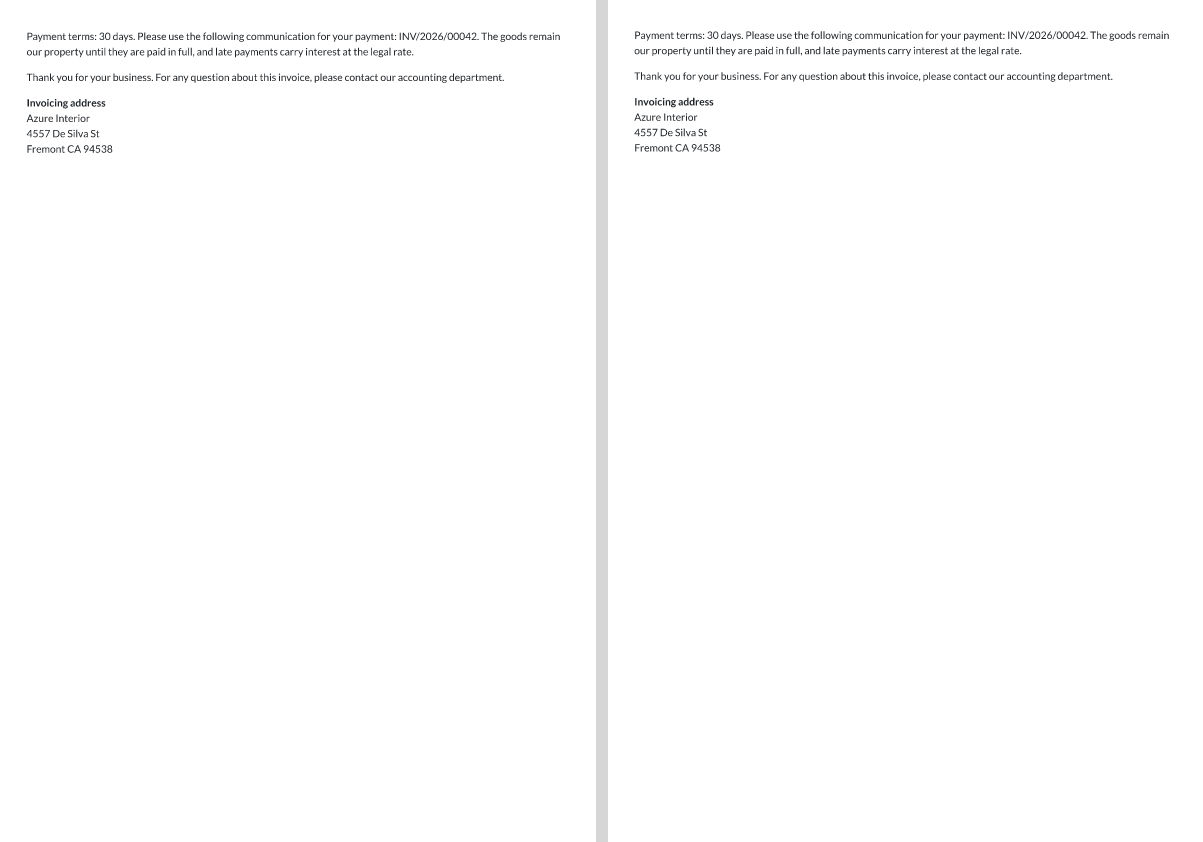 Payment terms: 30 days. Please use the following communication for your payment: INV/2026/00042. The goods remain
our property until they are paid in full, and late payments carry interest at the legal rate.
Thank you for your business. For any question about this invoice, please contact our accounting department.
Invoicing address
Azure Interior
4557 De Silva St
Fremont CA 94538
Payment terms: 30 days. Please use the following communication for your payment: INV/2026/00042. The goods remain
our property until they are paid in full, and late payments carry interest at the legal rate.
Thank you for your business. For any question about this invoice, please contact our accounting department.
Invoicing address
Azure Interior
4557 De Silva St
Fremont CA 94538